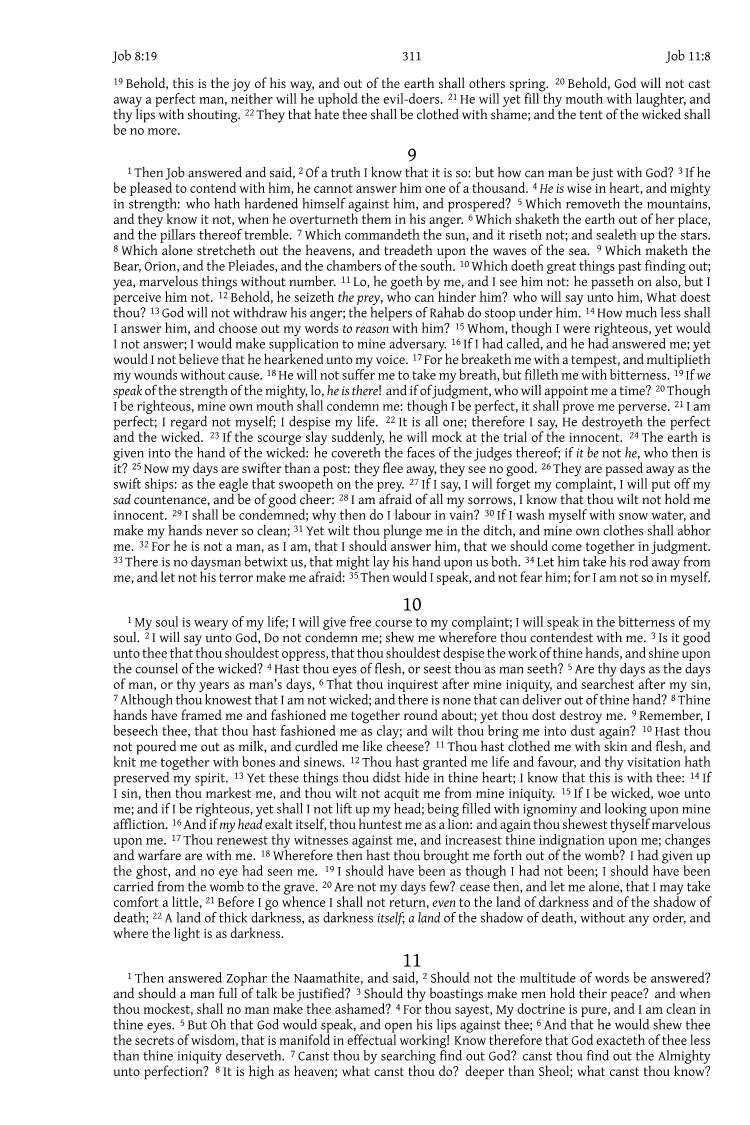 Job 8:19 311 Job 11:8
19 Behold, this is the joy of his way, and out of the earth shall others spring. 20 Behold, God will not cast
away a perfect man, neither will he uphold the evil-doers. 21 He will yet fill thy mouth with laughter, and
thy lips with shouting. 22 They that hate thee shall be clothed with shame; and the tent of the wicked shall
be no more.
9
1 Then Job answered and said, 2 Of a truth I know that it is so: but how can man be just with God? 3 If he
be pleased to contend with him, he cannot answer him one of a thousand. 4 He is wise in heart, and mighty
in strength: who hath hardened himself against him, and prospered? 5 Which removeth the mountains,
and they know it not, when he overturneth them in his anger. 6 Which shaketh the earth out of her place,
and the pillars thereof tremble. 7 Which commandeth the sun, and it riseth not; and sealeth up the stars.
8 Which alone stretcheth out the heavens, and treadeth upon the waves of the sea. 9 Which maketh the
Bear, Orion, and the Pleiades, and the chambers of the south. 10 Which doeth great things past finding out;
yea, marvelous things without number. 11 Lo, he goeth by me, and I see him not: he passeth on also, but I
perceive him not. 12 Behold, he seizeth the prey, who can hinder him? who will say unto him, What doest
thou? 13 God will not withdraw his anger; the helpers of Rahab do stoop under him. 14 How much less shall
I answer him, and choose out my words to reason with him? 15 Whom, though I were righteous, yet would
I not answer; I would make supplication to mine adversary. 16 If I had called, and he had answered me; yet
would I not believe that he hearkened unto my voice. 17 For he breaketh me with a tempest, and multiplieth
my wounds without cause. 18 He will not suffer me to take my breath, but filleth me with bitterness. 19 If we
speak of the strength of the mighty, lo, he is there! and if of judgment, who will appoint me a time? 20 Though
I be righteous, mine own mouth shall condemn me: though I be perfect, it shall prove me perverse. 21 I am
perfect; I regard not myself; I despise my life. 22 It is all one; therefore I say, He destroyeth the perfect
and the wicked. 23 If the scourge slay suddenly, he will mock at the trial of the innocent. 24 The earth is
given into the hand of the wicked: he covereth the faces of the judges thereof; if it be not he, who then is
it? 25 Now my days are swifter than a post: they flee away, they see no good. 26 They are passed away as the
swift ships: as the eagle that swoopeth on the prey. 27 If I say, I will forget my complaint, I will put off my
sad countenance, and be of good cheer: 28 I am afraid of all my sorrows, I know that thou wilt not hold me
innocent. 29 I shall be condemned; why then do I labour in vain? 30 If I wash myself with snow water, and
make my hands never so clean; 31 Yet wilt thou plunge me in the ditch, and mine own clothes shall abhor
me. 32 For he is not a man, as I am, that I should answer him, that we should come together in judgment.
33 There is no daysman betwixt us, that might lay his hand upon us both. 34 Let him take his rod away from
me, and let not his terror make me afraid: 35 Then would I speak, and not fear him; for I am not so in myself.
10
1 My soul is weary of my life; I will give free course to my complaint; I will speak in the bitterness of my
soul. 2 I will say unto God, Do not condemn me; shew me wherefore thou contendest with me. 3 Is it good
unto thee that thou shouldest oppress, that thou shouldest despise the work of thine hands, and shine upon
the counsel of the wicked? 4 Hast thou eyes of flesh, or seest thou as man seeth? 5 Are thy days as the days
of man, or thy years as man's days, 6 That thou inquirest after mine iniquity, and searchest after my sin,
7 Although thou knowest that I am not wicked; and there is none that can deliver out of thine hand? 8 Thine
hands have framed me and fashioned me together round about; yet thou dost destroy me. 9 Remember, I
beseech thee, that thou hast fashioned me as clay; and wilt thou bring me into dust again? 10 Hast thou
not poured me out as milk, and curdled me like cheese? 11 Thou hast clothed me with skin and flesh, and
knit me together with bones and sinews. 12 Thou hast granted me life and favour, and thy visitation hath
preserved my spirit. 13 Yet these things thou didst hide in thine heart; I know that this is with thee: 14 If
I sin, then thou markest me, and thou wilt not acquit me from mine iniquity. 15 If I be wicked, woe unto
me; and if I be righteous, yet shall I not lift up my head; being filled with ignominy and looking upon mine
affliction. 16 And if my head exalt itself, thou huntest me as a lion: and again thou shewest thyself marvelous
upon me. 17 Thou renewest thy witnesses against me, and increasest thine indignation upon me; changes
and warfare are with me. 18 Wherefore then hast thou brought me forth out of the womb? I had given up
the ghost, and no eye had seen me. 19 I should have been as though I had not been; I should have been
carried from the womb to the grave. 20 Are not my days few? cease then, and let me alone, that I may take
comfort a little, 21 Before I go whence I shall not return, even to the land of darkness and of the shadow of
death; 22 A land of thick darkness, as darkness itself; a land of the shadow of death, without any order, and
where the light is as darkness.
11
1 Then answered Zophar the Naamathite, and said, 2 Should not the multitude of words be answered?
and should a man full of talk be justified? 3 Should thy boastings make men hold their peace? and when
thou mockest, shall no man make thee ashamed? 4 For thou sayest, My doctrine is pure, and I am clean in
thine eyes. 5 But Oh that God would speak, and open his lips against thee; 6 And that he would shew thee
the secrets of wisdom, that is manifold in effectual working! Know therefore that God exacteth of thee less
than thine iniquity deserveth. 7 Canst thou by searching find out God? canst thou find out the Almighty
unto perfection? 8 It is high as heaven; what canst thou do? deeper than Sheol; what canst thou know?